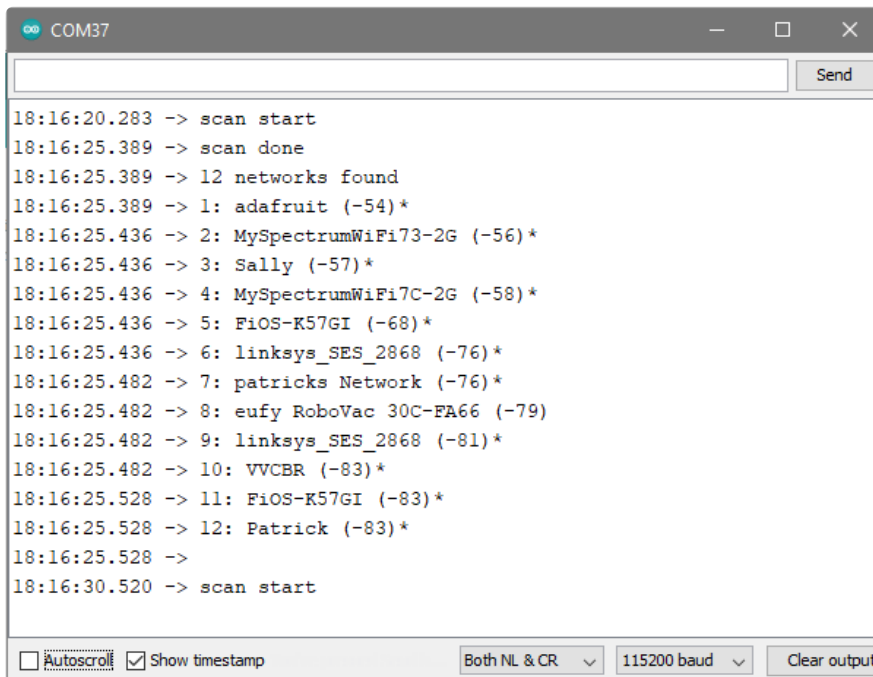 COM37
Send
18:16:20.283 -> scan start
18:16:25.389 -> scan done
18:16:25.389 -> 12 networks found
18:16:25.389 -> 1: adafruit (-54)*
18:16:25.436 -> 2: MySpectrumWiFi73-2G (-56)*
18:16:25.436 -> 3: Sally (-57)*
18:16:25.436 -> 4: MySpectrumWiFi7C-2G (-58)*
18:16:25.436 -> 5: FiOS-K57GI (-68)*
18:16:25.436 -> 6: linksys_SES_2868 (-76)*
18:16:25.482 -> 7: patricks Network (-76)*
18:16:25.482 -> 8: eufy RoboVac 30C-FA66 (-79)
18:16:25.482 -> 9: linksys_SES_2868 (-81)*
18:16:25.482 -> 10: VVCBR (-83)*
18:16:25.528 -> 11: FiOS-K57GI (-83)*
18:16:25.528 -> 12: Patrick (-83)*
18:16:25.528 ->
18:16:30.520 -> scan start
Autoscroll Show timestamp Both NL & CR 115200 baud Clear output